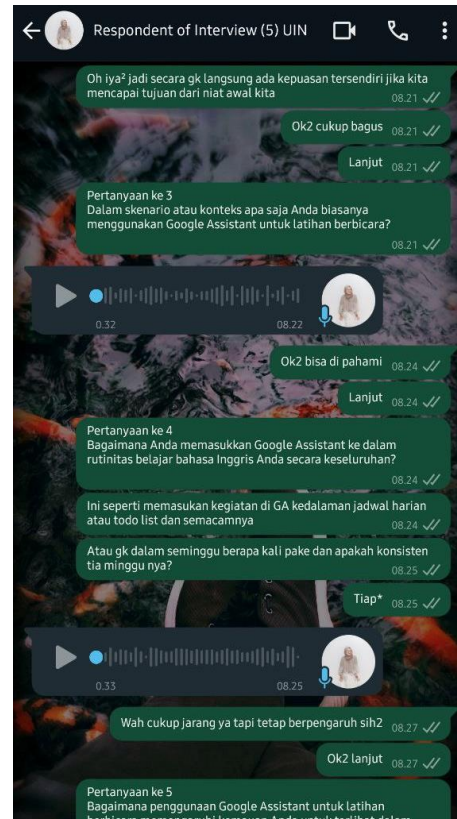 Respondent of Interview (5) UIN
Oh iya² jadi secara gk langsung ada kepuasan tersendiri jika kita
mencapai tujuan dari niat awal kita
08.21
Ok2 cukup bagus 08.21
Lanjut 08.21
Pertanyaan ke 3
Dalam skenario atau konteks apa saja Anda biasanya
menggunakan Google Assistant untuk latihan berbicara?
08.21
0.32 08.22
Ok2 bisa di pahami 08.24
Lanjut 08.24
Pertanyaan ke 4
Bagaimana Anda memasukkan Google Assistant ke dalam
rutinitas belajar bahasa Inggris Anda secara keseluruhan?
08.24
Ini seperti memasukan kegiatan di GA kedalaman jadwal harian
atau todo list dan semacamnya
08.24
Atau gk dalam seminggu berapa kali pake dan apakah konsisten
tia minggu nya?
08.25
Tiap* 08.25
0.33 08.25
Wah cukup jarang ya tapi tetap berpengaruh sih2 08.27
Ok2 lanjut 08.27
Pertanyaan ke 5
Bagaimana penggunaan Google Assistant untuk latihan